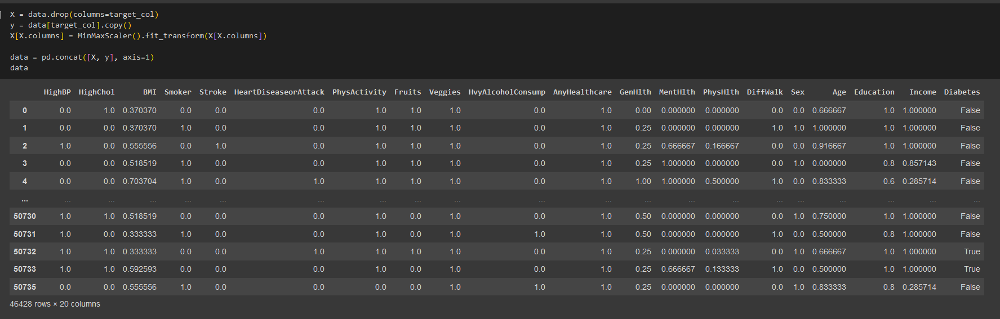 X = data.drop(columns=target_col)
y = data[target_col].copy()
X[X.columns] = MinMaxScaler().fit_transform(X[X.columns])
data = pd.concat([X, y], axis=1)
data
HighBP HighChol BMI Smoker Stroke HeartDiseaseorAttack PhysActivity Fruits Veggies HvyAlcoholConsump AnyHealthcare GenHlth MentHlth PhysHlth DiffWalk Sex Age Education Income Diabetes
0 0.0 1.0 0.370370 0.0 0.0 0.0 1.0 1.0 1.0 0.0 1.0 0.00 0.000000 0.000000 0.0 0.0 0.666667 1.0 1.000000 False
1 0.0 0.0 0.370370 1.0 0.0 0.0 1.0 1.0 1.0 0.0 1.0 0.25 0.000000 0.000000 1.0 1.0 1.000000 1.0 1.000000 False
2 1.0 0.0 0.555556 0.0 1.0 0.0 1.0 1.0 1.0 0.0 1.0 0.25 0.666667 0.166667 0.0 0.0 0.916667 1.0 1.000000 False
3 0.0 0.0 0.518519 1.0 0.0 0.0 1.0 1.0 1.0 0.0 1.0 0.25 1.000000 0.000000 0.0 1.0 0.000000 0.8 0.857143 False
4 0.0 0.0 0.703704 1.0 0.0 1.0 1.0 1.0 1.0 0.0 1.0 1.00 1.000000 0.500000 1.0 0.0 0.833333 0.6 0.285714 False
... ... ... ... ... ... ... ... ... ... ... ... ... ... ... ... ... ... ... ... ...
50730 1.0 1.0 0.518519 0.0 0.0 0.0 1.0 0.0 1.0 0.0 1.0 0.50 0.000000 0.000000 0.0 1.0 0.750000 1.0 1.000000 False
50731 1.0 0.0 0.333333 1.0 0.0 0.0 1.0 0.0 1.0 1.0 1.0 0.50 0.000000 0.000000 1.0 0.0 0.500000 0.8 1.000000 False
50732 1.0 1.0 0.333333 0.0 0.0 1.0 1.0 1.0 1.0 0.0 1.0 0.25 0.000000 0.033333 0.0 1.0 0.666667 1.0 1.000000 True
50733 1.0 1.0 0.592593 0.0 0.0 0.0 1.0 0.0 1.0 0.0 1.0 0.25 0.666667 0.133333 1.0 0.0 0.500000 1.0 1.000000 True
50735 0.0 0.0 0.555556 1.0 0.0 0.0 0.0 0.0 1.0 1.0 1.0 0.25 0.000000 0.000000 0.0 1.0 0.833333 0.8 0.285714 False
46428 rows × 20 columns